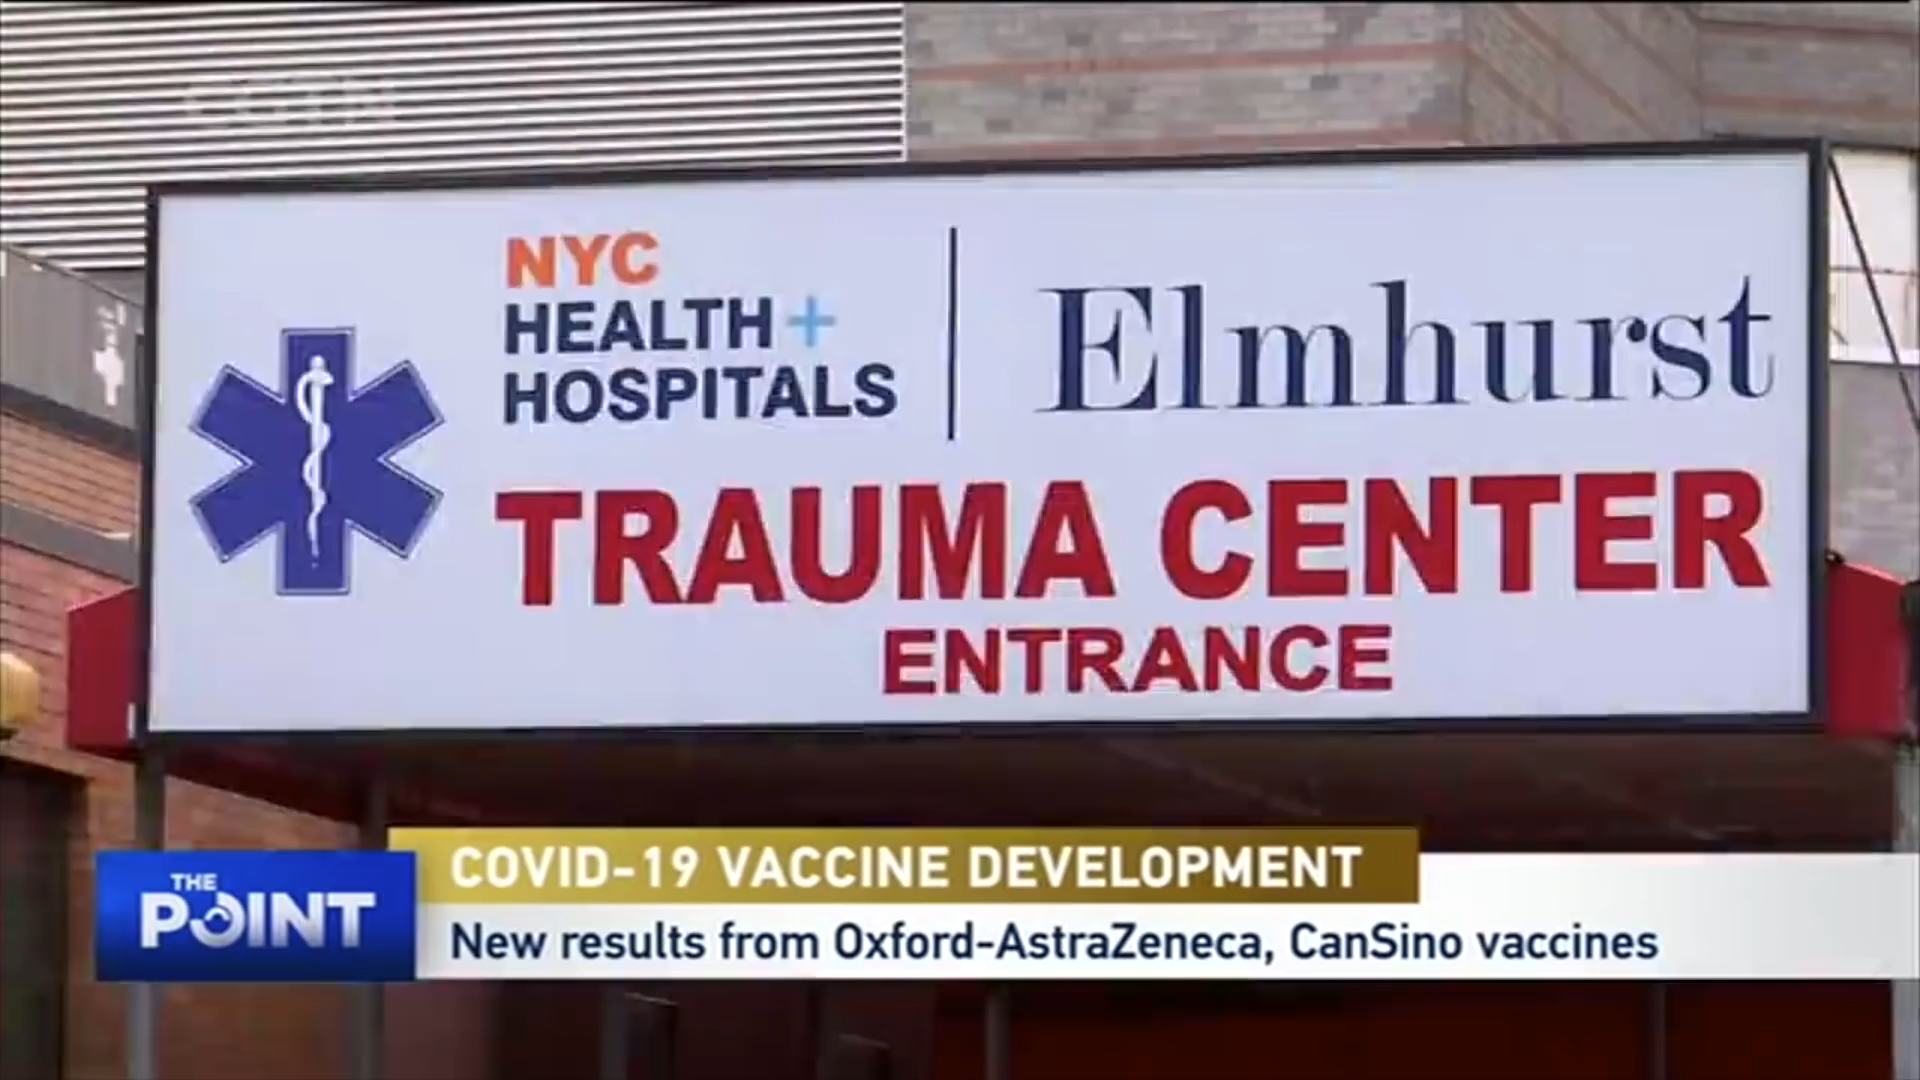 CGTN
NYC
HEALTH+
HOSPITALS
Elmhurst
TRAUMA CENTER
ENTRANCE
THE
POINT
COVID-19 VACCINE DEVELOPMENT
New results from Oxford-AstraZeneca, CanSino vaccines